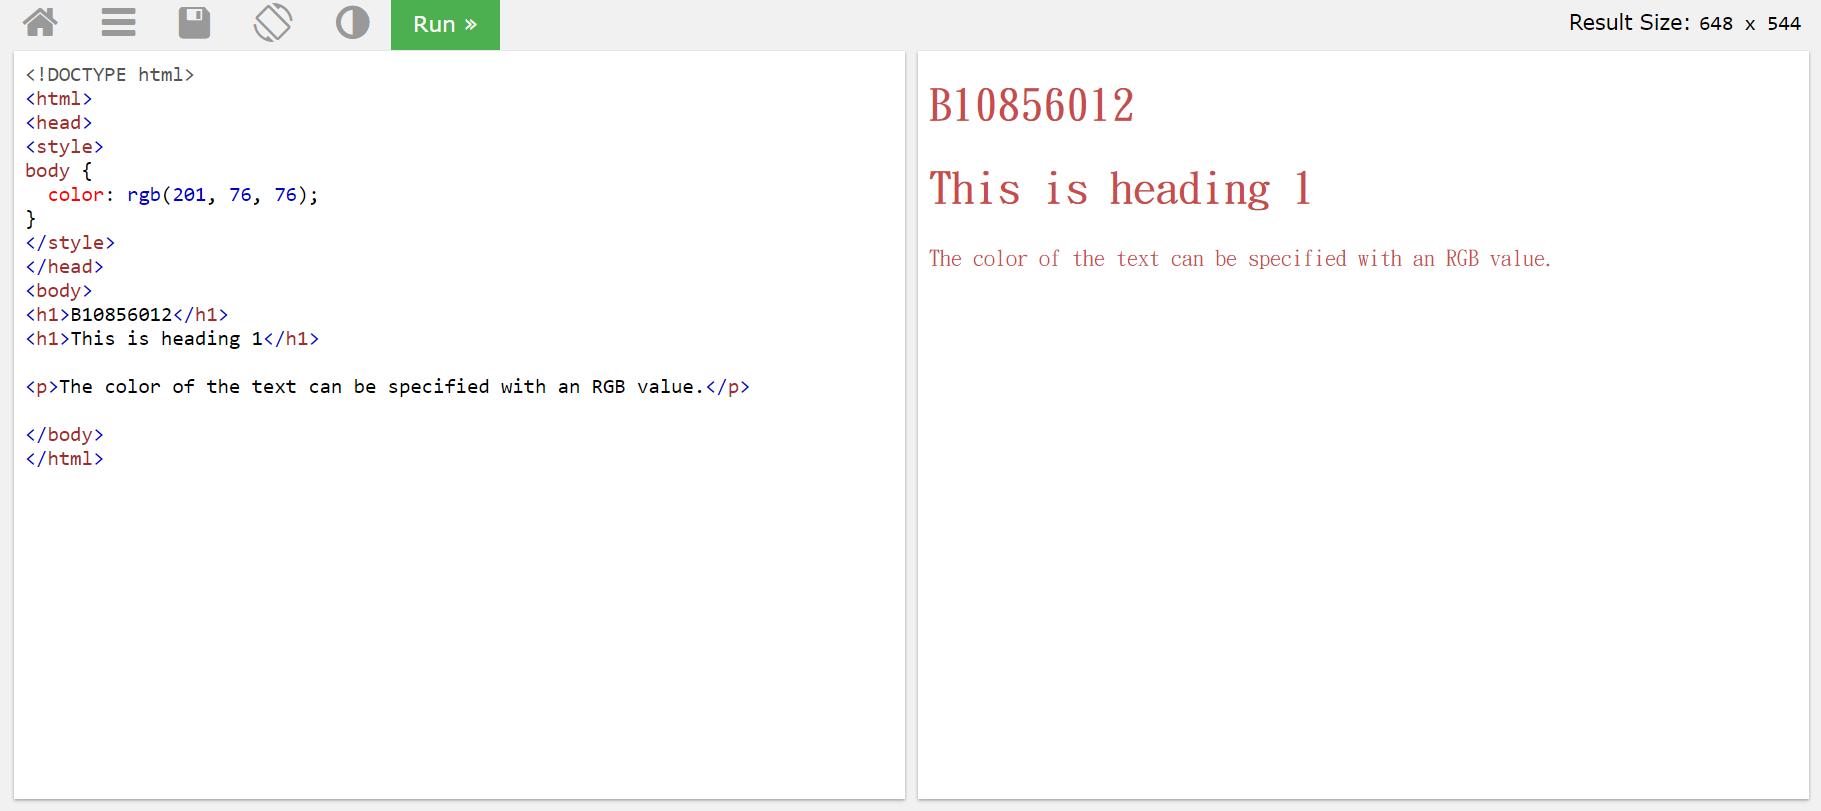 Run »
Result Size: 648 x 544
<!DOCTYPE html>
<html>
<head>
<style>
body {
  color: rgb(201, 76, 76);
}
</style>
</head>
<body>
<h1>B10856012</h1>
<h1>This is heading 1</h1>

<p>The color of the text can be specified with an RGB value.</p>

</body>
</html>
B10856012
This is heading 1
The color of the text can be specified with an RGB value.